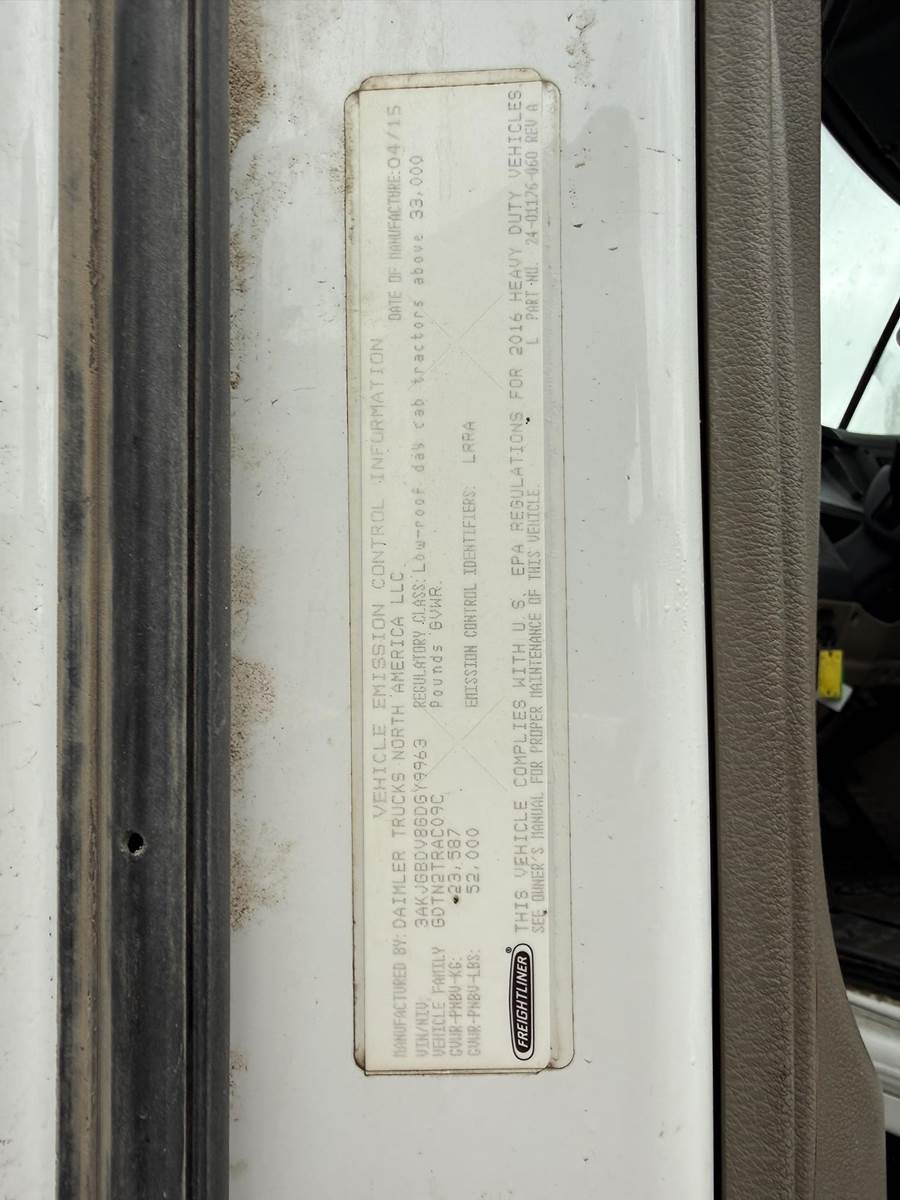 VEHICLE EMISSION CONTROL INFORMATION
MANUFACTURED BY: DAIMLER TRUCKS NORTH AMERICA LLC DATE OF MANUFACTURE: 04/15
VIN/NIV: 3AKJGBDV8GDGY9963 REGULATORY CLASS: Low-roof day cab tractors above 33,000
VEHICLE FAMILY GDTN2TRAC09C pounds GVWR.
GVWR-PNBV-KG: 23,587
GVWR-PNBV-LBS: 52,000 EMISSION CONTROL IDENTIFIERS: LRRA
FREIGHTLINER®
THIS VEHICLE COMPLIES WITH U.S. EPA REGULATIONS FOR 2016 HEAVY DUTY VEHICLES.
SEE OWNER'S MANUAL FOR PROPER MAINTENANCE OF THIS VEHICLE. L PART NO. 24-01176-060 REV A